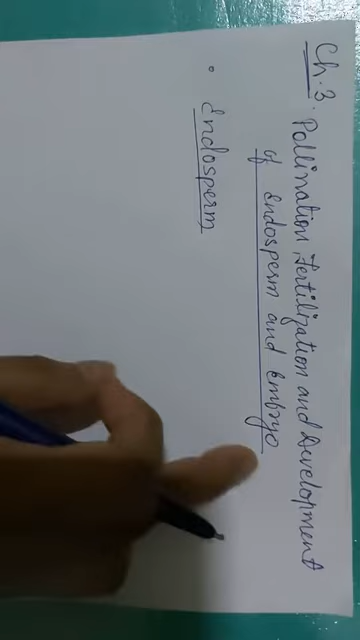 Ch.3. Pollination, Fertilization and Development
of Endosperm and Embryo
• Endosperm